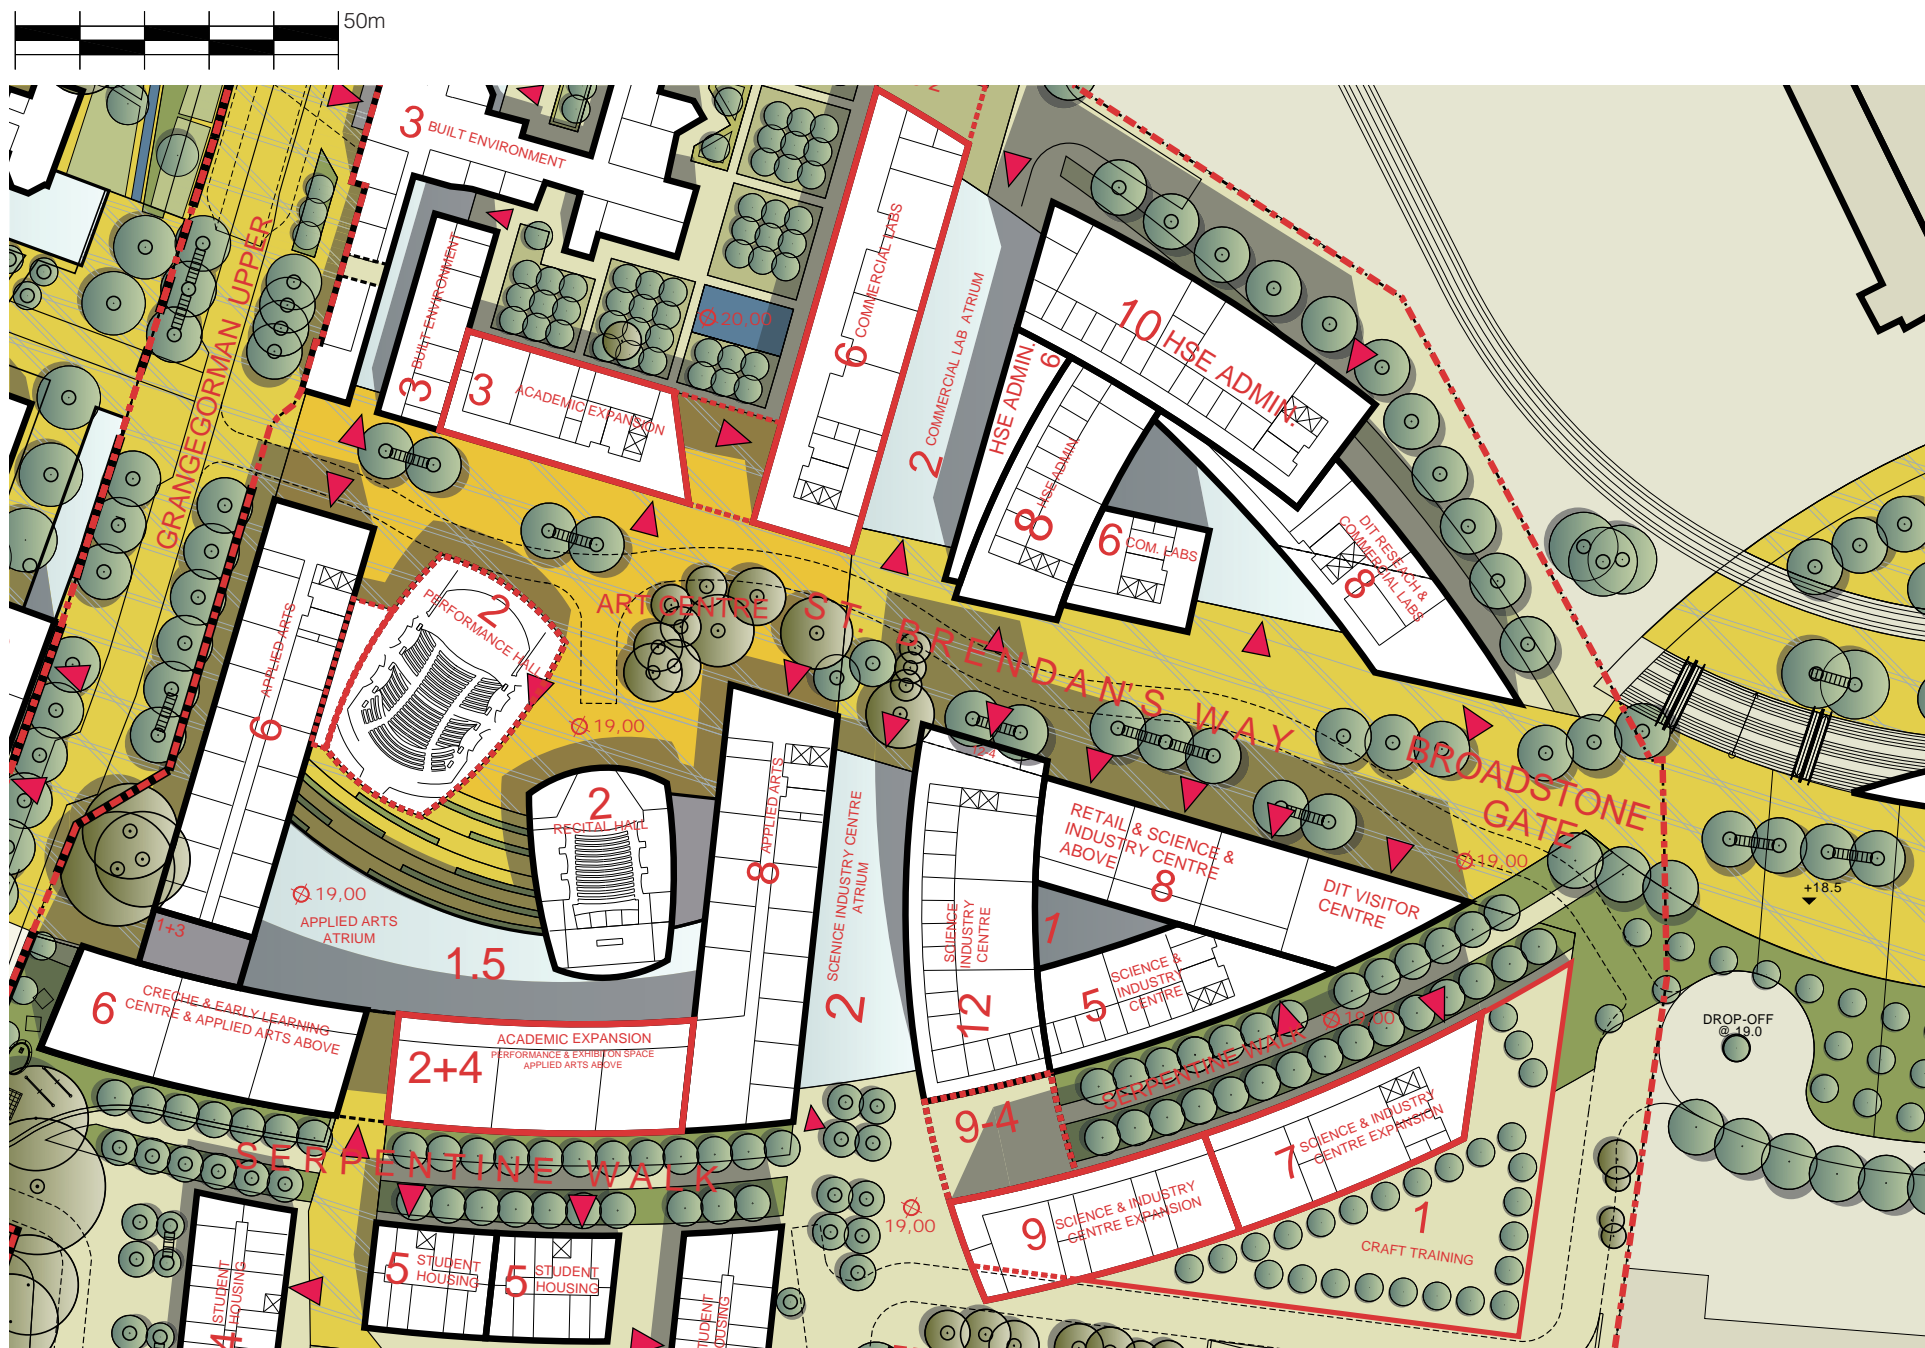 50m
3 BUILT ENVIRONMENT
GRANGEGORMAN UPPER
3 BUILT ENVIRONMENT
3 ACADEMIC EXPANSION
20.00
6 COMMERCIAL LABS
2 COMMERCIAL LAB ATRIUM
10 HSE ADMIN.
HSE ADMIN. 6
8 HSE ADMIN
6 COM. LABS
DIT RESEACH &
COMMERCIAL LABS
8
6 APPLIED ARTS
2
PERFORMANCE HALL
ART CENTRE
ST. BRENDAN'S WAY
19,00
BROADSTONE
GATE
19,00
12-4
2
RECITAL HALL
8 APPLIED ARTS
2 SCENICE INDUSTRY CENTRE
ATRIUM
RETAIL & SCIENCE &
INDUSTRY CENTRE
ABOVE
8
DIT VISITOR
CENTRE
+18.5
19,00
APPLIED ARTS
ATRIUM
1+3
1.5
SCIENCE
INDUSTRY
CENTRE
12
1
5 SCIENCE &
INDUSTRY
CENTRE
6 CRECHE & EARLY LEARNING
CENTRE & APPLIED ARTS ABOVE
2+4
ACADEMIC EXPANSION
PERFORMANCE & EXHIBITON SPACE
APPLIED ARTS ABOVE
19,00
SERPENTINE WALK
DROP-OFF
@ 19.0
9-4
7 SCIENCE & INDUSTRY
CENTRE EXPANSION
SERPENTINE WALK
19,00
9 SCIENCE & INDUSTRY
CENTRE EXPANSION
1
CRAFT TRAINING
4 STUDENT
HOUSING
5 STUDENT
HOUSING
5 STUDENT
HOUSING